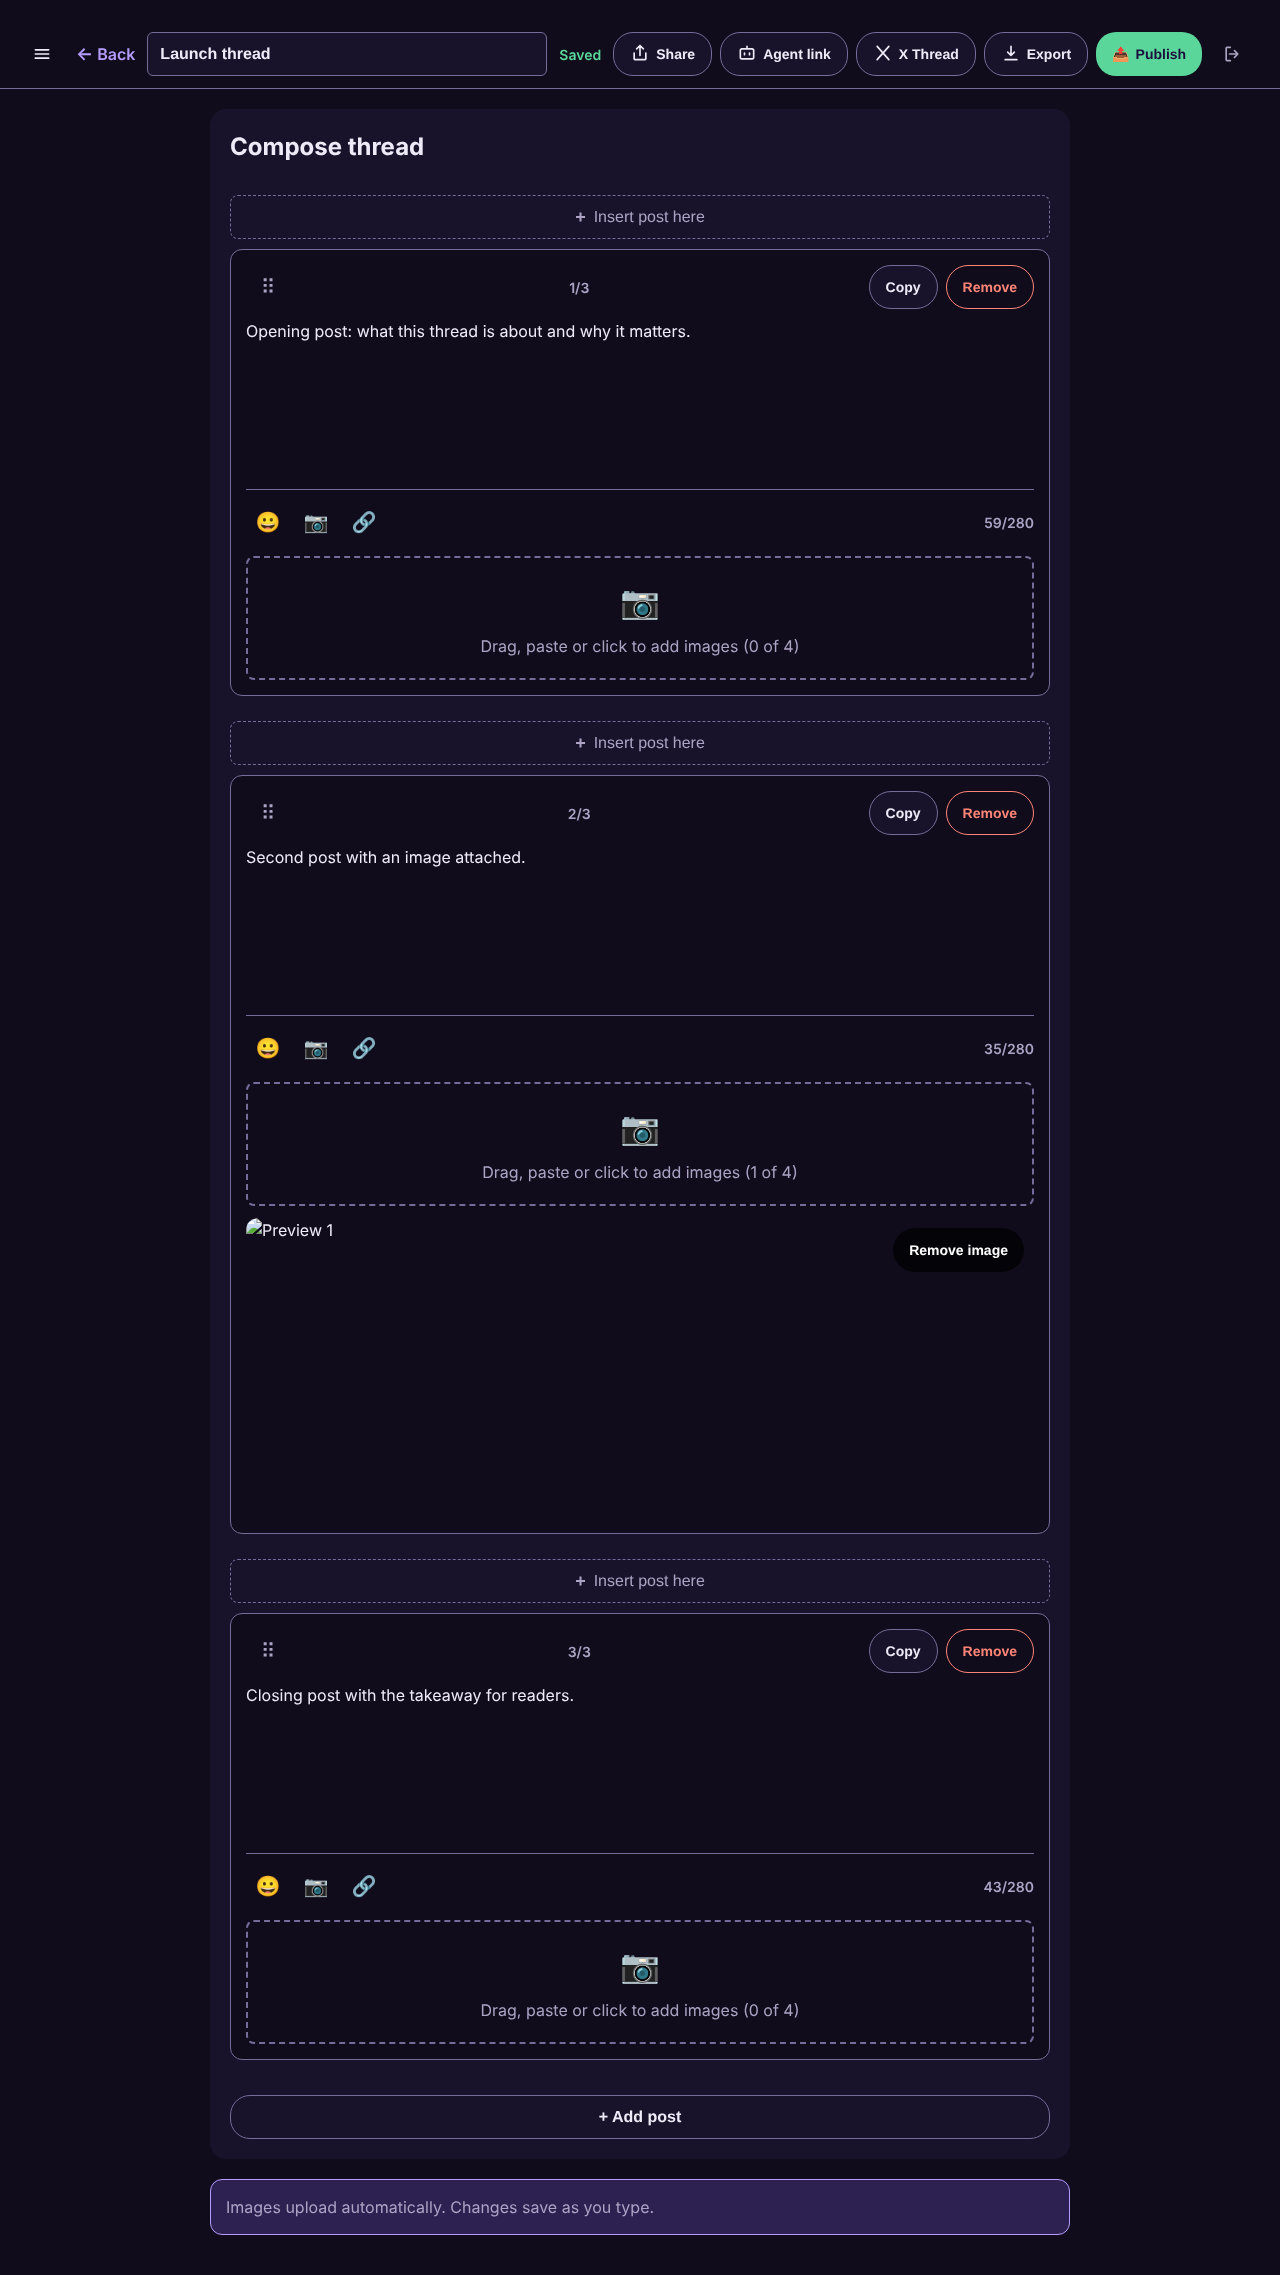 ← Back
Launch thread
Saved
Share
Agent link
X Thread
Export
Publish
Compose thread
+ Insert post here
1/3
Copy
Remove
Opening post: what this thread is about and why it matters.
59/280
Drag, paste or click to add images (0 of 4)
+ Insert post here
2/3
Copy
Remove
Second post with an image attached.
35/280
Drag, paste or click to add images (1 of 4)
Preview 1
Remove image
+ Insert post here
3/3
Copy
Remove
Closing post with the takeaway for readers.
43/280
Drag, paste or click to add images (0 of 4)
+ Add post
Images upload automatically. Changes save as you type.